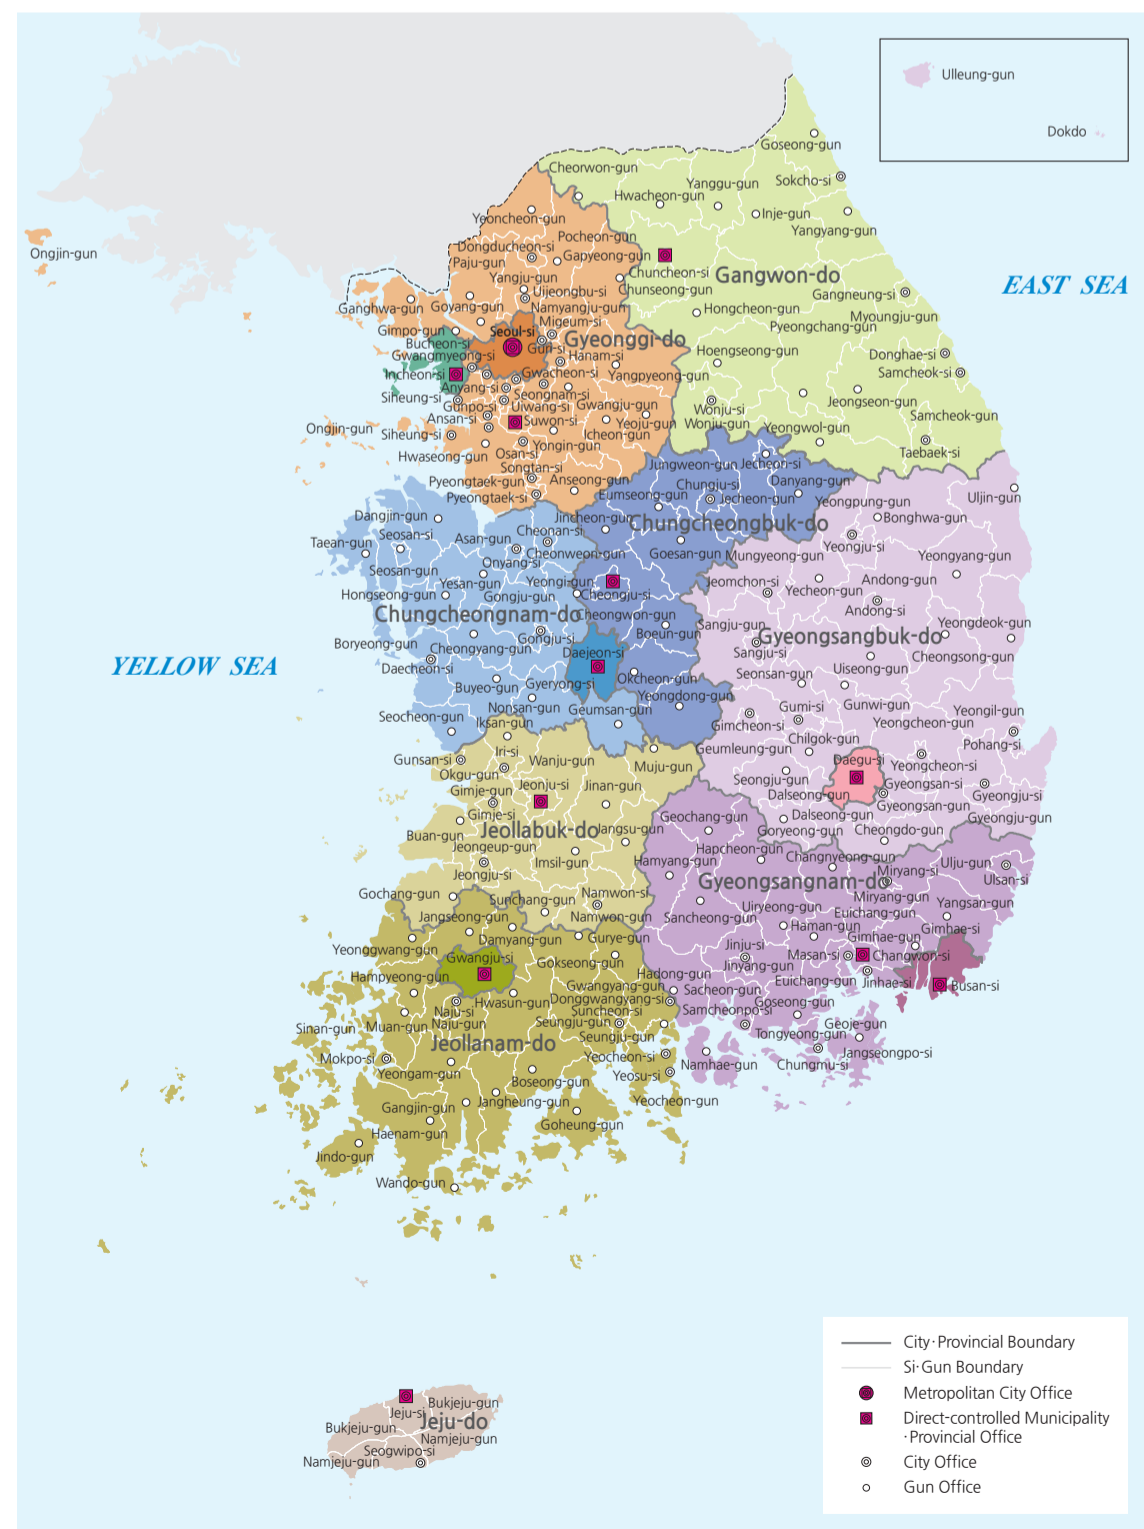 Ulleung-gun
Dokdo
Goseong-gun
Cheorwon-gun
Sokcho-si
Yanggu-gun
Hwacheon-gun
Inje-gun
Yeoncheon-gun
Yangyang-gun
Pocheon-gun
Dongducheon-si
Ongjin-gun
Paju-gun
Gapyeong-gun
Chuncheon-si
Gangwon-do
Yangju-gun
EAST SEA
Chunseong-gun
Uijeongbu-si
Gangneung-si
Ganghwa-gun
Goyang-gun
Namyangju-gun
Hongcheon-gun
Myoungju-gun
Migeum-si
Pyeongchang-gun
Gimpo-gun
Seoul-si
Gyeonggi-do
Bucheon-si
Guri-si
Hoengseong-gun
Donghae-si
Gwangmyeong-si
Hanam-si
Incheon-si
Gwacheon-si
Yangpyeong-gun
Samcheok-si
Anyang-si
Seongnam-si
Siheung-si
Gunpo-si
Uiwang-si
Gwangju-gun
Wonju-si
Jeongseon-gun
Ansan-si
Suwon-si
Yeoju-gun
Wonju-gun
Yeongwol-gun
Samcheok-gun
Ongjin-gun
Siheung-si
Icheon-gun
Yongin-gun
Taebaek-si
Hwaseong-gun
Osan-si
Songtan-si
Jungweon-gun
Jecheon-si
Pyeongtaek-gun
Anseong-gun
Chungju-si
Danyang-gun
Pyeongtaek-si
Eumseong-gun
Jecheon-gun
Yeongpung-gun
Uljin-gun
Dangjin-gun
Jincheon-gun
Chungcheongbuk-do
Bonghwa-gun
Seosan-si
Cheonan-si
Taean-gun
Asan-gun
Cheonweon-gun
Goesan-gun
Mungyeong-gun
Yeongju-si
Yeongyang-gun
Onyang-si
Seosan-gun
Yesan-gun
Yeongi-gun
Jeomchon-si
Andong-gun
Hongseong-gun
Gongju-gun
Cheongju-si
Yecheon-gun
Chungcheongnam-do
Cheongwon-gun
Andong-si
Sangju-gun
Yeongdeok-gun
Boryeong-gun
Gongju-si
Boeun-gun
Gyeongsangbuk-do
Cheongyang-gun
Daejeon-si
Sangju-si
Cheongsong-gun
YELLOW SEA
Daecheon-si
Okcheon-gun
Seonsan-gun
Uiseong-gun
Buyeo-gun
Gyeryong-si
Yeongdong-gun
Nonsan-gun
Geumsan-gun
Gumi-si
Gunwi-gun
Yeongil-gun
Seocheon-gun
Iksan-gun
Gimcheon-si
Yeongcheon-gun
Iri-si
Chilgok-gun
Pohang-si
Gunsan-si
Wanju-gun
Geumleung-gun
Daegu-si
Yeongcheon-si
Okgu-gun
Muju-gun
Gimje-gun
Jeonju-si
Jinan-gun
Seongju-gun
Gyeongsan-si
Gimje-si
Dalseong-gun
Gyeongju-si
Gyeongsan-gun
Buan-gun
Jeollabuk-do
Jangsu-gun
Geochang-gun
Dalseong-gun
Gyeongju-gun
Goryeong-gun
Cheongdo-gun
Jeongeup-gun
Imsil-gun
Hapcheon-gun
Changnyeong-gun
Jeongju-si
Hamyang-gun
Gyeongsangnam-do
Miryang-si
Ulju-gun
Ulsan-si
Gochang-gun
Sunchang-gun
Namwon-si
Miryang-gun
Jangseong-gun
Namwon-gun
Sancheong-gun
Uiryeong-gun
Euichang-gun
Yangsan-gun
Haman-gun
Gimhae-si
Yeonggwang-gun
Damyang-gun
Gurye-gun
Jinju-si
Gimhae-gun
Gwangju-si
Gokseong-gun
Jinyang-gun
Masan-si
Changwon-si
Hampyeong-gun
Hadong-gun
Euichang-gun
Jinhae-si
Busan-si
Gwangyang-gun
Sacheon-gun
Hwasun-gun
Donggwangyang-si
Goseong-gun
Naju-si
Suncheon-si
Samcheonpo-si
Sinan-gun
Muan-gun
Naju-gun
Seungju-gun
Geoje-gun
Jeollanam-do
Seungju-gun
Tongyeong-gun
Mokpo-si
Yeocheon-si
Namhae-gun
Jangseongpo-si
Chungmu-si
Yeongam-gun
Yeosu-si
Boseong-gun
Gangjin-gun
Jangheung-gun
Yeocheon-gun
Haenam-gun
Goheung-gun
Jindo-gun
Wando-gun
Jeju-si
Bukjeju-gun
Bukjeju-gun
Jeju-do
Namjeju-gun
Seogwipo-si
Namjeju-gun
City·Provincial Boundary
Si·Gun Boundary
Metropolitan City Office
Direct-controlled Municipality
·Provincial Office
City Office
Gun Office